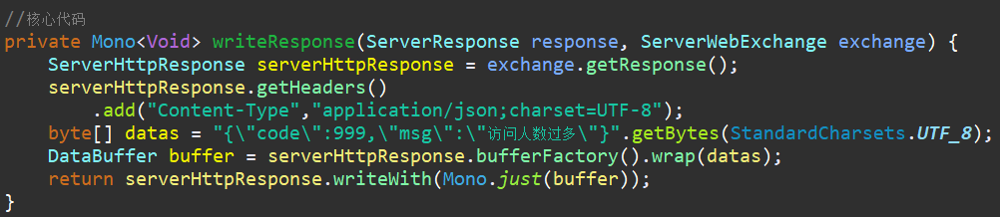 //核心代码
private Mono<Void> writeResponse(ServerResponse response, ServerWebExchange exchange) {
    ServerHttpResponse serverHttpResponse = exchange.getResponse();
    serverHttpResponse.getHeaders()
        .add("Content-Type","application/json;charset=UTF-8");
    byte[] datas = "{\"code\":999,\"msg\":\"访问人数过多\"}".getBytes(StandardCharsets.UTF_8);
    DataBuffer buffer = serverHttpResponse.bufferFactory().wrap(datas);
    return serverHttpResponse.writeWith(Mono.just(buffer));
}